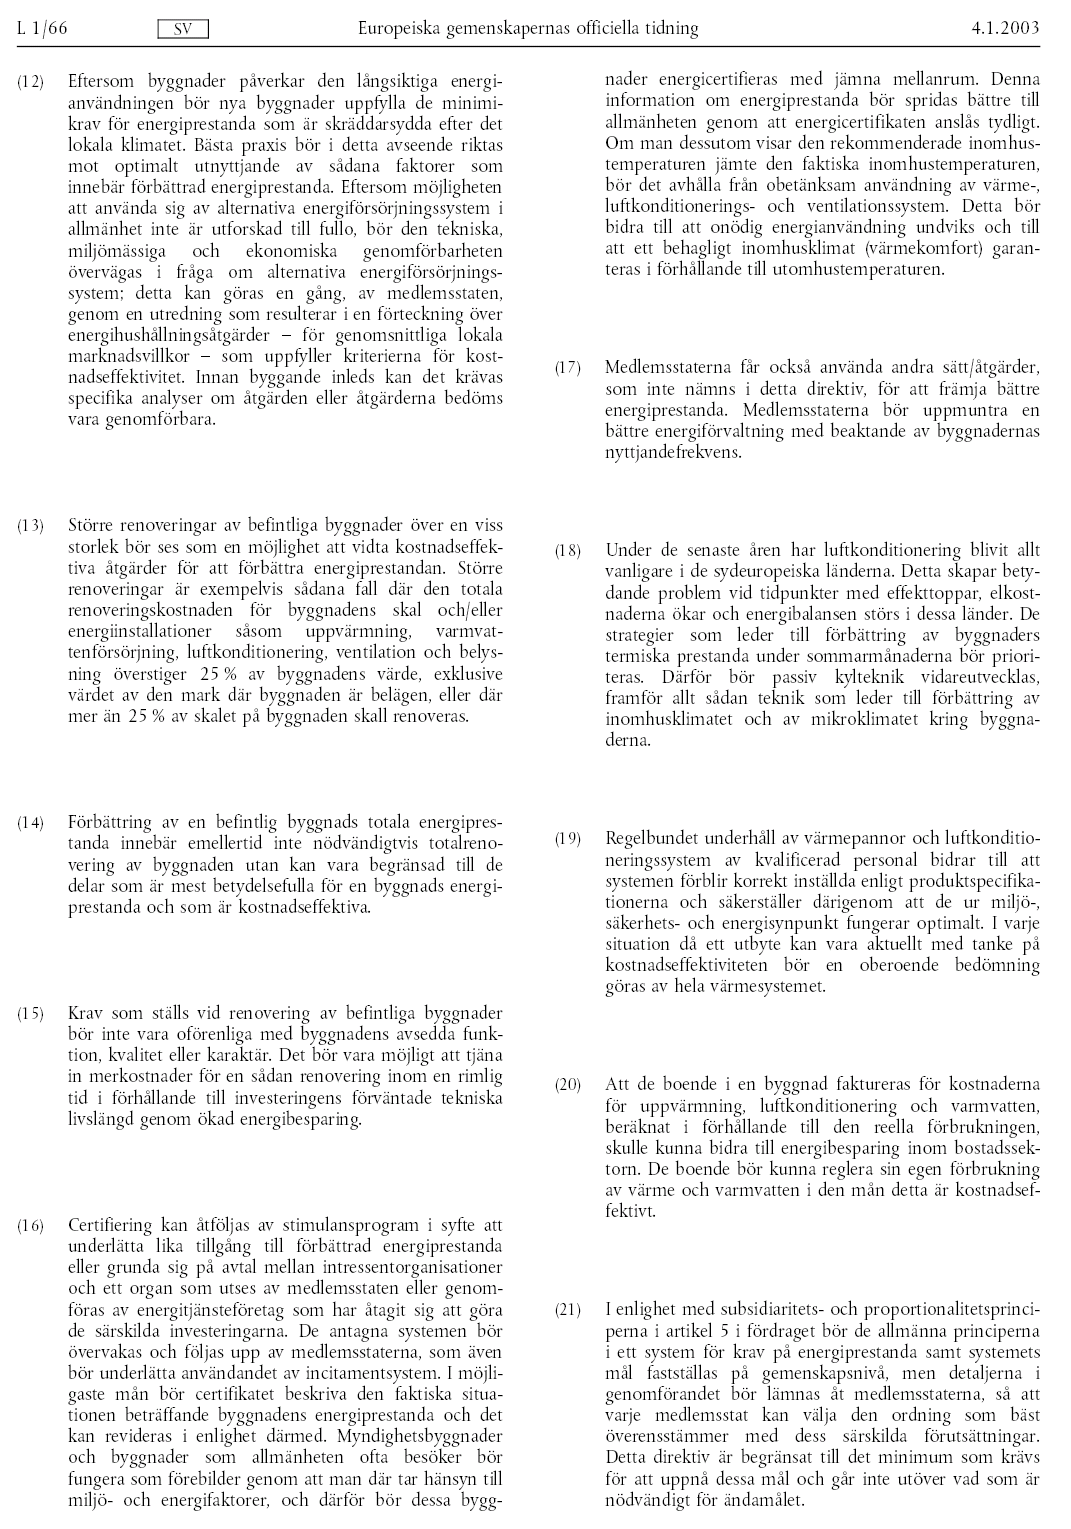 L 1/66
SV
Europeiska gemenskapernas officiella tidning
4.1.2003
(12) Eftersom byggnader påverkar den långsiktiga energi-
användningen bör nya byggnader uppfylla de minimi-
krav för energiprestanda som är skräddarsydda efter det
lokala klimatet. Bästa praxis bör i detta avseende riktas
mot optimalt utnyttjande av sådana faktorer som
innebär förbättrad energiprestanda. Eftersom möjligheten
att använda sig av alternativa energiförsörjningssystem i
allmänhet inte är utforskad till fullo, bör den tekniska,
miljömässiga och ekonomiska genomförbarheten
övervägas i fråga om alternativa energiförsörjnings-
system; detta kan göras en gång, av medlemsstaten,
genom en utredning som resulterar i en förteckning över
energihushållningsåtgärder – för genomsnittliga lokala
marknadsvillkor – som uppfyller kriterierna för kost-
nadseffektivitet. Innan byggande inleds kan det krävas
specifika analyser om åtgärden eller åtgärderna bedöms
vara genomförbara.
(13) Större renoveringar av befintliga byggnader över en viss
storlek bör ses som en möjlighet att vidta kostnadseffek-
tiva åtgärder för att förbättra energiprestandan. Större
renoveringar är exempelvis sådana fall där den totala
renoveringskostnaden för byggnadens skal och/eller
energiinstallationer såsom uppvärmning, varmvat-
tenförsörjning, luftkonditionering, ventilation och belys-
ning överstiger 25 % av byggnadens värde, exklusive
värdet av den mark där byggnaden är belägen, eller där
mer än 25 % av skalet på byggnaden skall renoveras.
(14) Förbättring av en befintlig byggnads totala energipres-
tanda innebär emellertid inte nödvändigtvis totalreno-
vering av byggnaden utan kan vara begränsad till de
delar som är mest betydelsefulla för en byggnads energi-
prestanda och som är kostnadseffektiva.
(15) Krav som ställs vid renovering av befintliga byggnader
bör inte vara oförenliga med byggnadens avsedda funk-
tion, kvalitet eller karaktär. Det bör vara möjligt att tjäna
in merkostnader för en sådan renovering inom en rimlig
tid i förhållande till investeringens förväntade tekniska
livslängd genom ökad energibesparing.
(16) Certifiering kan åtföljas av stimulansprogram i syfte att
underlätta lika tillgång till förbättrad energiprestanda
eller grunda sig på avtal mellan intressentorganisationer
och ett organ som utses av medlemsstaten eller genom-
föras av energitjänsteföretag som har åtagit sig att göra
de särskilda investeringarna. De antagna systemen bör
övervakas och följas upp av medlemsstaterna, som även
bör underlätta användandet av incitamentsystem. I möjli-
gaste mån bör certifikatet beskriva den faktiska situa-
tionen beträffande byggnadens energiprestanda och det
kan revideras i enlighet därmed. Myndighetsbyggnader
och byggnader som allmänheten ofta besöker bör
fungera som förebilder genom att man där tar hänsyn till
miljö- och energifaktorer, och därför bör dessa bygg-
nader energicertifieras med jämna mellanrum. Denna
information om energiprestanda bör spridas bättre till
allmänheten genom att energicertifikaten anslås tydligt.
Om man dessutom visar den rekommenderade inomhus-
temperaturen jämte den faktiska inomhustemperaturen,
bör det avhålla från obetänksam användning av värme-,
luftkonditionerings- och ventilationssystem. Detta bör
bidra till att onödig energianvändning undviks och till
att ett behagligt inomhusklimat (värmekomfort) garan-
teras i förhållande till utomhustemperaturen.
(17) Medlemsstaterna får också använda andra sätt/åtgärder,
som inte nämns i detta direktiv, för att främja bättre
energiprestanda. Medlemsstaterna bör uppmuntra en
bättre energiförvaltning med beaktande av byggnadernas
nyttjandefrekvens.
(18) Under de senaste åren har luftkonditionering blivit allt
vanligare i de sydeuropeiska länderna. Detta skapar bety-
dande problem vid tidpunkter med effekttoppar, elkost-
naderna ökar och energibalansen störs i dessa länder. De
strategier som leder till förbättring av byggnaders
termiska prestanda under sommarmånaderna bör priori-
teras. Därför bör passiv kylteknik vidareutvecklas,
framför allt sådan teknik som leder till förbättring av
inomhusklimatet och av mikroklimatet kring byggna-
derna.
(19) Regelbundet underhåll av värmepannor och luftkonditio-
neringssystem av kvalificerad personal bidrar till att
systemen förblir korrekt inställda enligt produktspecifika-
tionerna och säkerställer därigenom att de ur miljö-,
säkerhets- och energisynpunkt fungerar optimalt. I varje
situation då ett utbyte kan vara aktuellt med tanke på
kostnadseffektiviteten bör en oberoende bedömning
göras av hela värmesystemet.
(20) Att de boende i en byggnad faktureras för kostnaderna
för uppvärmning, luftkonditionering och varmvatten,
beräknat i förhållande till den reella förbrukningen,
skulle kunna bidra till energibesparing inom bostadssek-
torn. De boende bör kunna reglera sin egen förbrukning
av värme och varmvatten i den mån detta är kostnadsef-
fektivt.
(21) I enlighet med subsidiaritets- och proportionalitetsprinci-
perna i artikel 5 i fördraget bör de allmänna principerna
i ett system för krav på energiprestanda samt systemets
mål fastställas på gemenskapsnivå, men detaljerna i
genomförandet bör lämnas åt medlemsstaterna, så att
varje medlemsstat kan välja den ordning som bäst
överensstämmer med dess särskilda förutsättningar.
Detta direktiv är begränsat till det minimum som krävs
för att uppnå dessa mål och går inte utöver vad som är
nödvändigt för ändamålet.